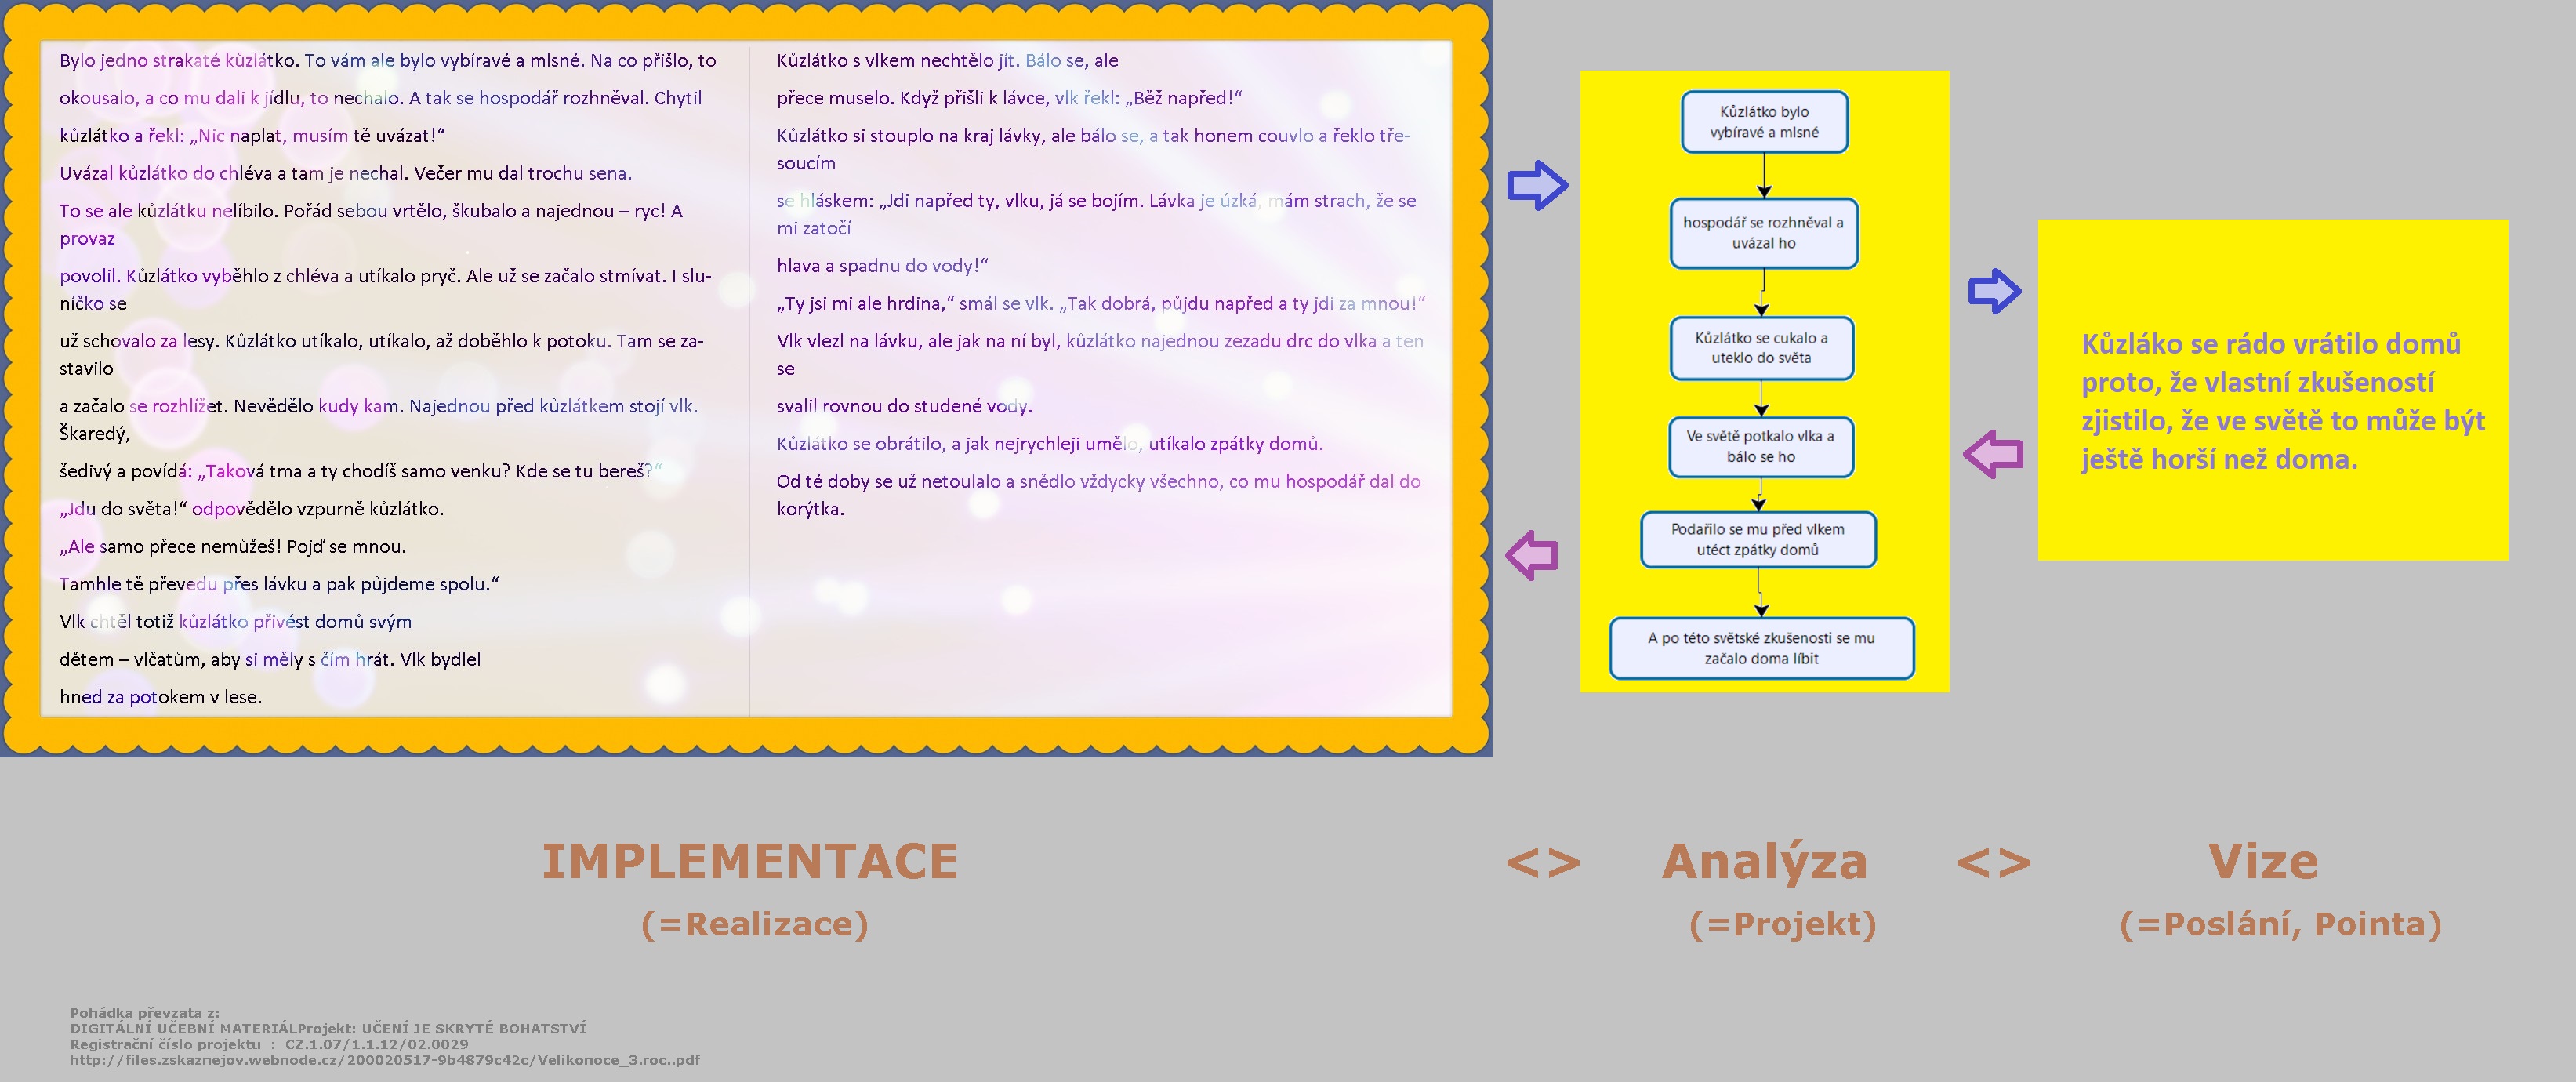 Bylo jedno strakaté kůzlátko. To vám ale bylo vybíravé a mlsné. Na co přišlo, to
okousalo, a co mu dali k jídlu, to nechalo. A tak se hospodář rozhněval. Chytil
kůzlátko a řekl: „Nic naplat, musím tě uvázat!“
Uvázal kůzlátko do chléva a tam je nechal. Večer mu dal trochu sena.
To se ale kůzlátku nelíbilo. Pořád sebou vrtělo, škubalo a najednou – ryc! A
provaz
povolil. Kůzlátko vyběhlo z chléva a utíkalo pryč. Ale už se začalo stmívat. I slu-
níčko se
už schovalo za lesy. Kůzlátko utíkalo, utíkalo, až doběhlo k potoku. Tam se za-
stavilo
a začalo se rozhlížet. Nevědělo kudy kam. Najednou před kůzlátkem stojí vlk.
Škaredý,
šedivý a povídá: „Taková tma a ty chodíš samo venku? Kde se tu bereš?“
„Jdu do světa!“ odpovědělo vzpurně kůzlátko.
„Ale samo přece nemůžeš! Pojď se mnou.
Tamhle tě převedu přes lávku a pak půjdeme spolu.“
Vlk chtěl totiž kůzlátko přivést domů svým
dětem – vlčatům, aby si měly s čím hrát. Vlk bydlel
hned za potokem v lese.
Kůzlátko s vlkem nechtělo jít. Bálo se, ale
přece muselo. Když přišli k lávce, vlk řekl: „Běž napřed!“
Kůzlátko si stouplo na kraj lávky, ale bálo se, a tak honem couvlo a řeklo tře-
soucím
se hláskem: „Jdi napřed ty, vlku, já se bojím. Lávka je úzká, mám strach, že se
mi zatočí
hlava a spadnu do vody!“
„Ty jsi mi ale hrdina,“ smál se vlk. „Tak dobrá, půjdu napřed a ty jdi za mnou!“
Vlk vlezl na lávku, ale jak na ní byl, kůzlátko najednou zezadu drc do vlka a ten
se
svalil rovnou do studené vody.
Kůzlátko se obrátilo, a jak nejrychleji umělo, utíkalo zpátky domů.
Od té doby se už netoulalo a snědlo vždycky všechno, co mu hospodář dal do
korýtka.
Kůzlátko bylo
vybíravé a mlsné
hospodář se rozhněval a
uvázal ho
Kůzlátko se cukalo a
uteklo do světa
Ve světě potkalo vlka a
bálo se ho
Podařilo se mu před vlkem
utéct zpátky domů
A po této světské zkušenosti se mu
začalo doma líbit
Kůzláko se rádo vrátilo domů
proto, že vlastní zkušeností
zjistilo, že ve světě to může být
ještě horší než doma.
IMPLEMENTACE <> Analýza <> Vize
(=Realizace) (=Projekt) (=Poslání, Pointa)
Pohádka převzata z:
DIGITÁLNÍ UČEBNÍ MATERIÁLProjekt: UČENÍ JE SKRYTÉ BOHATSTVÍ
Registrační číslo projektu : CZ.1.07/1.1.12/02.0029
http://files.zskaznejov.webnode.cz/200020517-9b4879c42c/Velikonoce_3.roc..pdf